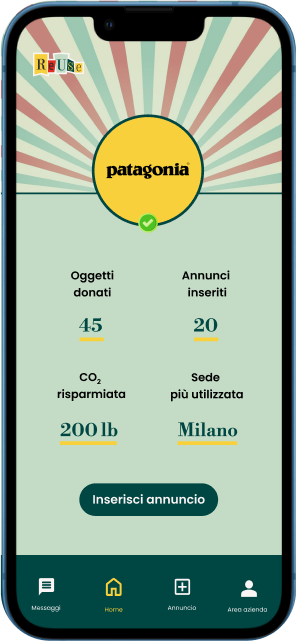 ReUse
patagonia
Oggetti
donati
45
Annunci
inseriti
20
CO₂
risparmiata
200 lb
Sede
più utilizzata
Milano
Inserisci annuncio
Messaggi
Home
Annuncio
Area azienda